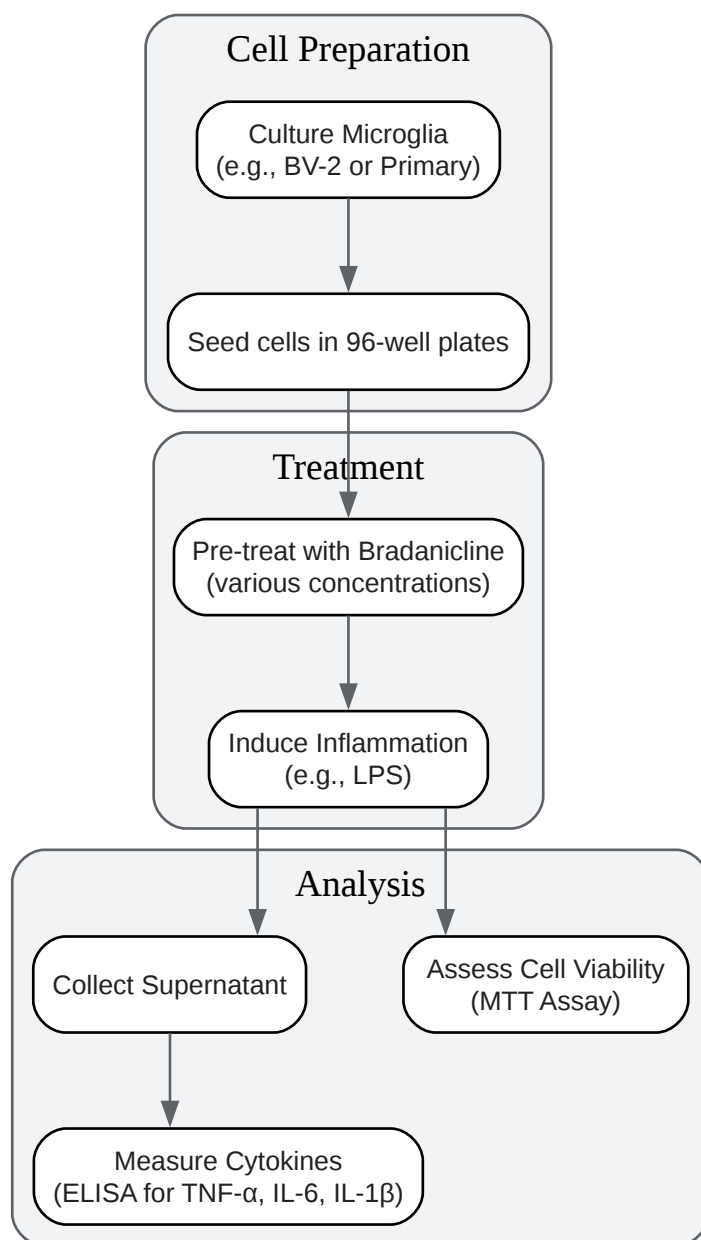 Cell Preparation
Culture Microglia
(e.g., BV-2 or Primary)
Seed cells in 96-well plates
Treatment
Pre-treat with Bradanicline
(various concentrations)
Induce Inflammation
(e.g., LPS)
Analysis
Collect Supernatant
Assess Cell Viability
(MTT Assay)
Measure Cytokines
(ELISA for TNF-α, IL-6, IL-1β)